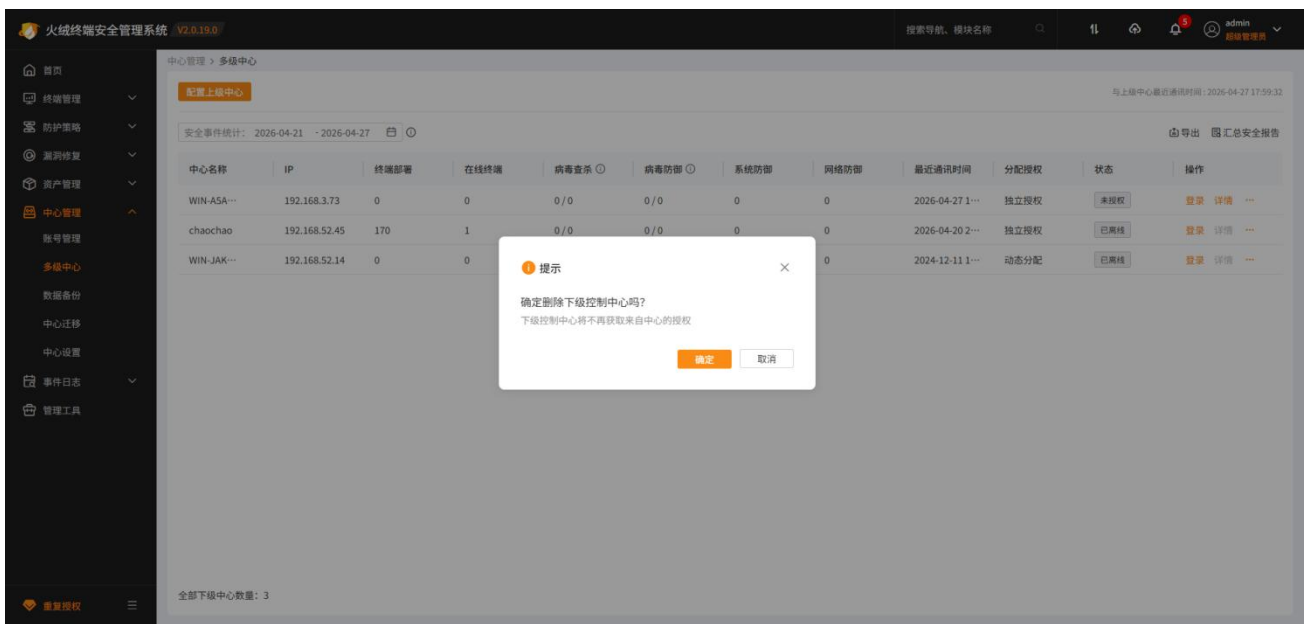 火绒终端安全管理系统 V2.0.19.0 搜索导航、模块名称 5 admin
超级管理员
首页
终端管理
防护策略
漏洞修复
资产管理
中心管理
账号管理
多级中心
数据备份
中心迁移
中心设置
事件日志
管理工具
重复授权
中心管理 > 多级中心
配置上级中心 与上级中心最近通讯时间：2026-04-27 17:59:32
安全事件统计： 2026-04-21 - 2026-04-27 导出 汇总安全报告
中心名称 IP 终端部署 在线终端 病毒查杀 病毒防御 系统防御 网络防御 最近通讯时间 分配授权 状态 操作
WIN-A5A··· 192.168.3.73 0 0 0 / 0 0 / 0 0 0 2026-04-27 1··· 独立授权 未授权 登录 详情 ···
chaochao 192.168.52.45 170 1 0 / 0 0 / 0 0 0 2026-04-20 2··· 独立授权 已离线 登录 详情 ···
WIN-JAK··· 192.168.52.14 0 0 0 2024-12-11 1··· 动态分配 已离线 登录 详情 ···
提示
确定删除下级控制中心吗？
下级控制中心将不再获取来自中心的授权
确定 取消
全部下级中心数量： 3